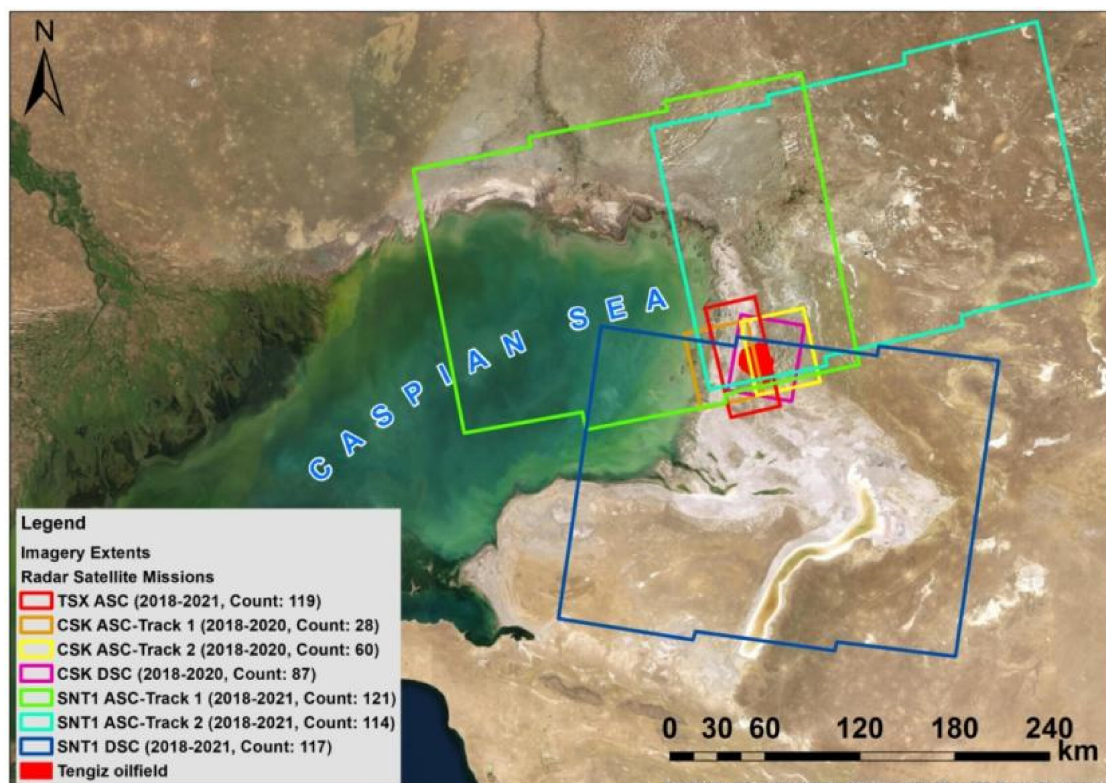 N
CASPIAN SEA
Legend
Imagery Extents
Radar Satellite Missions
TSX ASC (2018-2021, Count: 119)
CSK ASC-Track 1 (2018-2020, Count: 28)
CSK ASC-Track 2 (2018-2020, Count: 60)
CSK DSC (2018-2020, Count: 87)
SNT1 ASC-Track 1 (2018-2021, Count: 121)
SNT1 ASC-Track 2 (2018-2021, Count: 114)
SNT1 DSC (2018-2021, Count: 117)
Tengiz oilfield
0 30 60 120 180 240
km